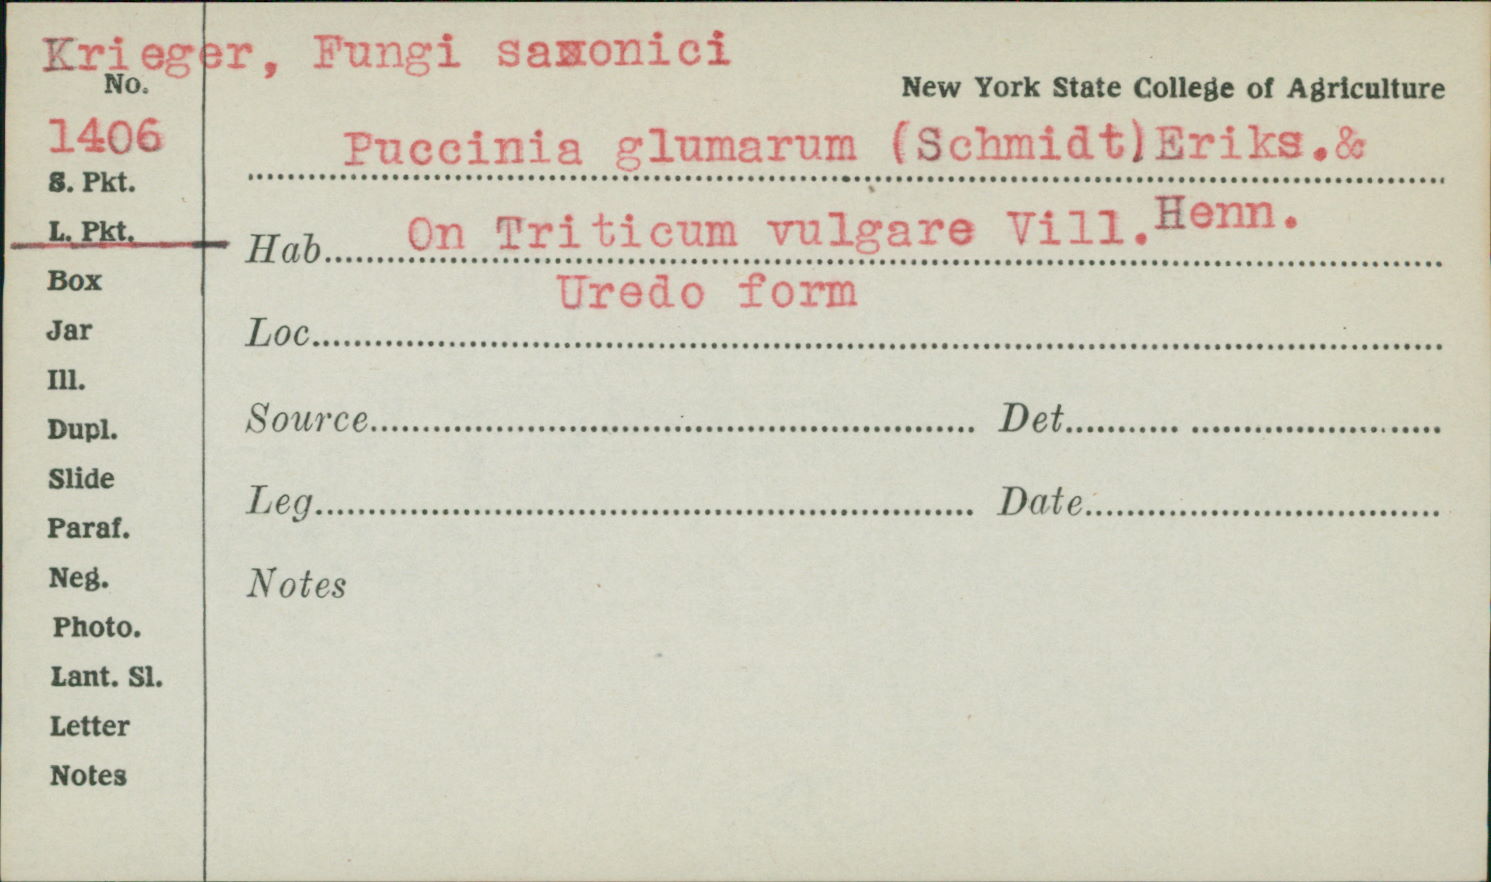 Krieger, Fungi saxonici
No.
New York State College of Agriculture
1406
Puccinia glumarum (Schmidt)Eriks.&
S. Pkt.
L. Pkt.
Hab. On Triticum vulgare Vill. Henn.
Uredo form
Box
Jar
Loc.
Ill.
Dupl.
Source Det.
Slide
Leg. Date
Paraf.
Neg.
Notes
Photo.
Lant. Sl.
Letter
Notes